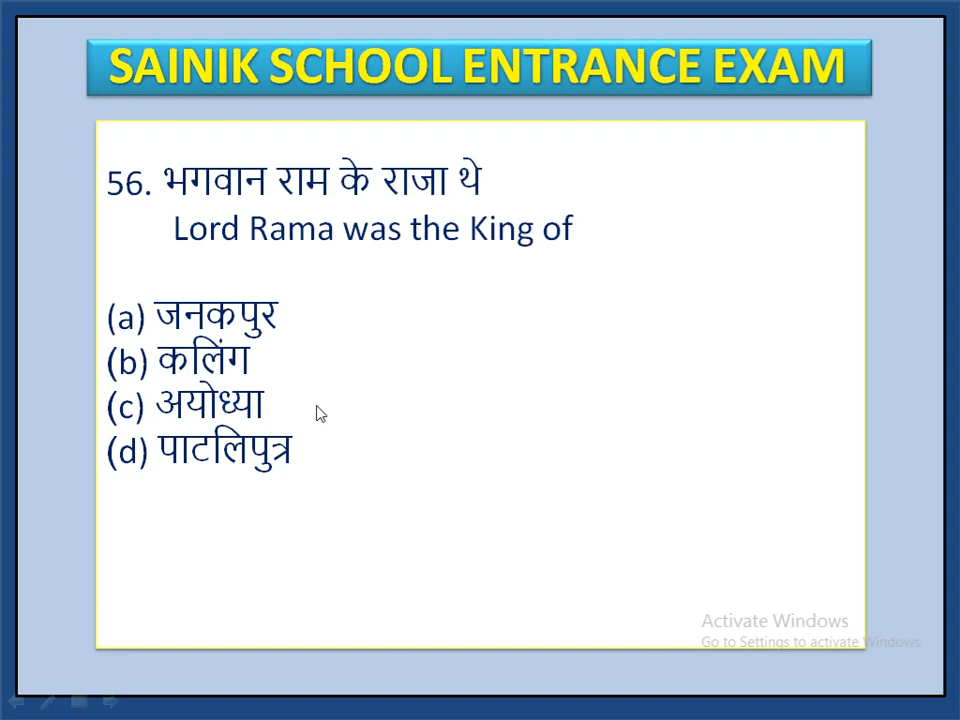 SAINIK SCHOOL ENTRANCE EXAM
56. भगवान राम के राजा थे
Lord Rama was the King of
(a) जनकपुर
(b) कलिंग
(c) अयोध्या
(d) पाटलिपुत्र
Activate Windows
Go to Settings to activate Windows.